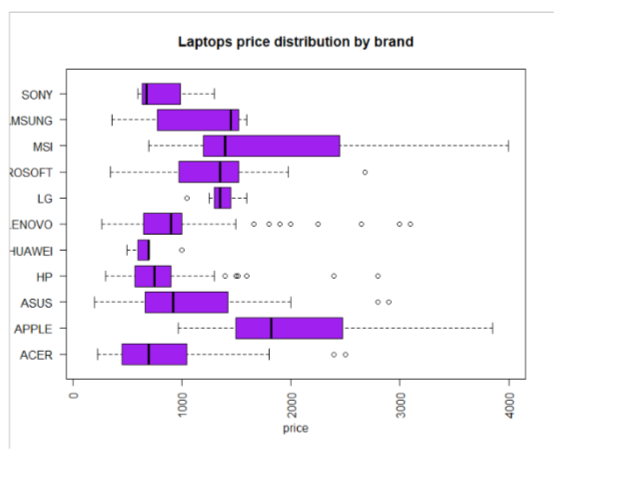 Laptops price distribution by brand
SONY
MSUNG
MSI
ROSOFT
LG
ENOVO
HUAWEI
HP
ASUS
APPLE
ACER
0 1000 2000 3000 4000
price